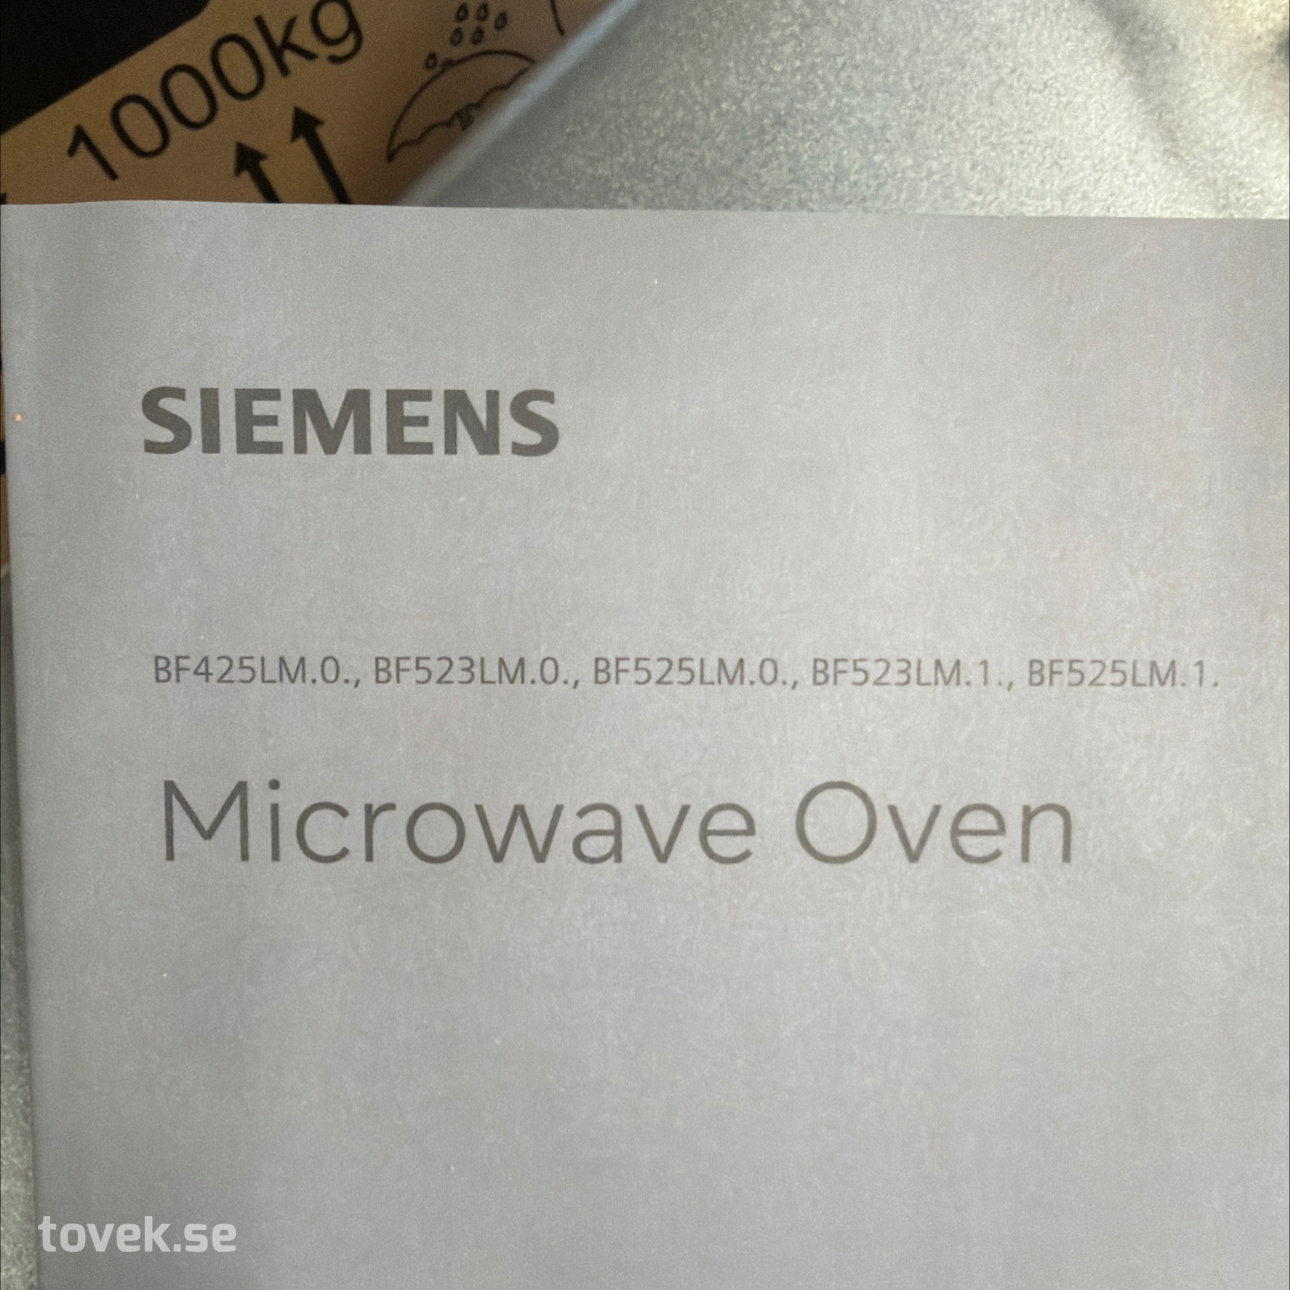 1000kg
SIEMENS
BF425LM.0., BF523LM.0., BF525LM.0., BF523LM.1., BF525LM.1.
Microwave Oven
tovek.se